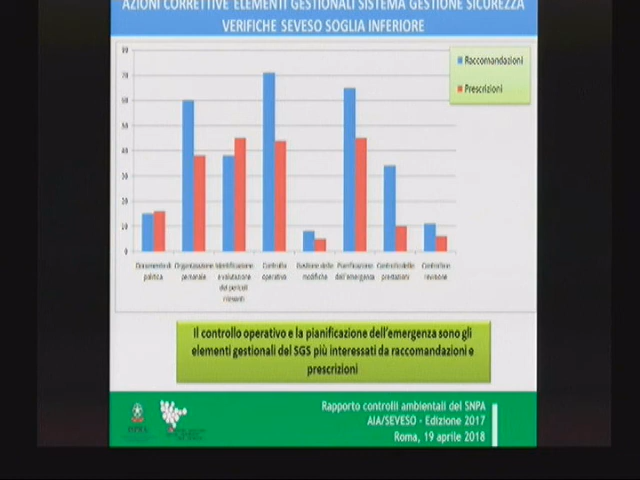 AZIONI CORRETTIVE ELEMENTI GESTIONALI SISTEMA GESTIONE SICUREZZA
VERIFICHE SEVESO SOGLIA INFERIORE
Raccomandazioni
Prescrizioni
80
70
60
50
40
30
20
10
0
Documento di politica
Organizzazione personale
Identificazione e valutazione dei pericoli rilevanti
Controllo operativo
Gestione delle modifiche
Pianificazione dell'emergenza
Controllo delle prestazioni
Controllo e revisione
Il controllo operativo e la pianificazione dell'emergenza sono gli
elementi gestionali del SGS più interessati da raccomandazioni e
prescrizioni
Rapporto controlli ambientali del SNPA
AIA/SEVESO - Edizione 2017
Roma, 19 aprile 2018